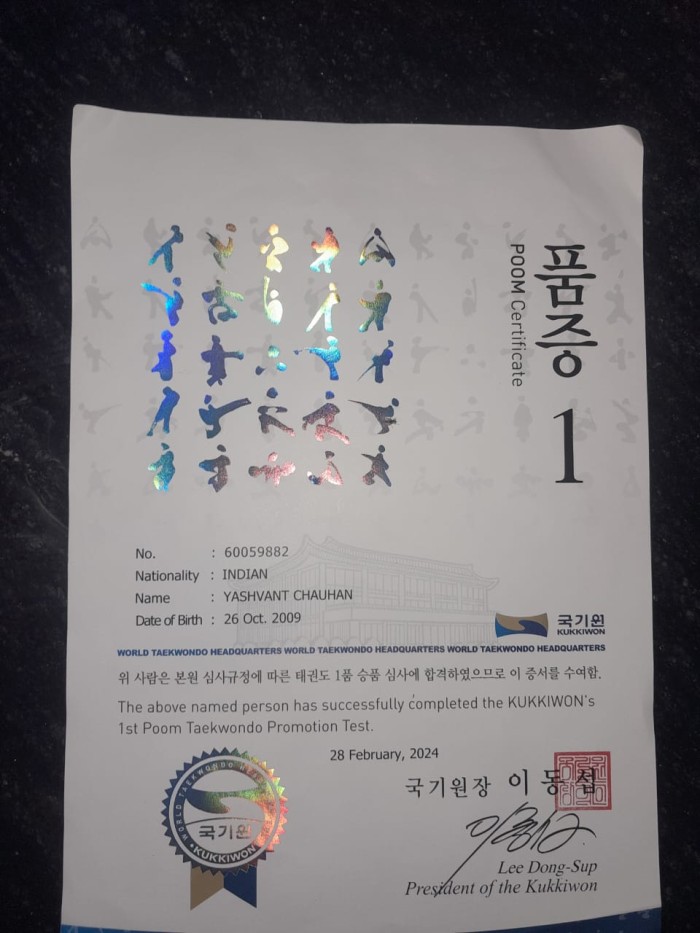 품증
POOM Certificate
1
No. : 60059882
Nationality : INDIAN
Name : YASHVANT CHAUHAN
Date of Birth : 26 Oct. 2009
국기원
KUKKIWON
WORLD TAEKWONDO HEADQUARTERS WORLD TAEKWONDO HEADQUARTERS WORLD TAEKWONDO HEADQUARTERS
위 사람은 본원 심사규정에 따른 태권도 1품 승품 심사에 합격하였으므로 이 증서를 수여함.
The above named person has successfully completed the KUKKIWON's
1st Poom Taekwondo Promotion Test.
28 February, 2024
국기원장 이동섭
WORLD TAEKWONDO
국기원
KUKKIWON
Lee Dong-Sup
President of the Kukkiwon